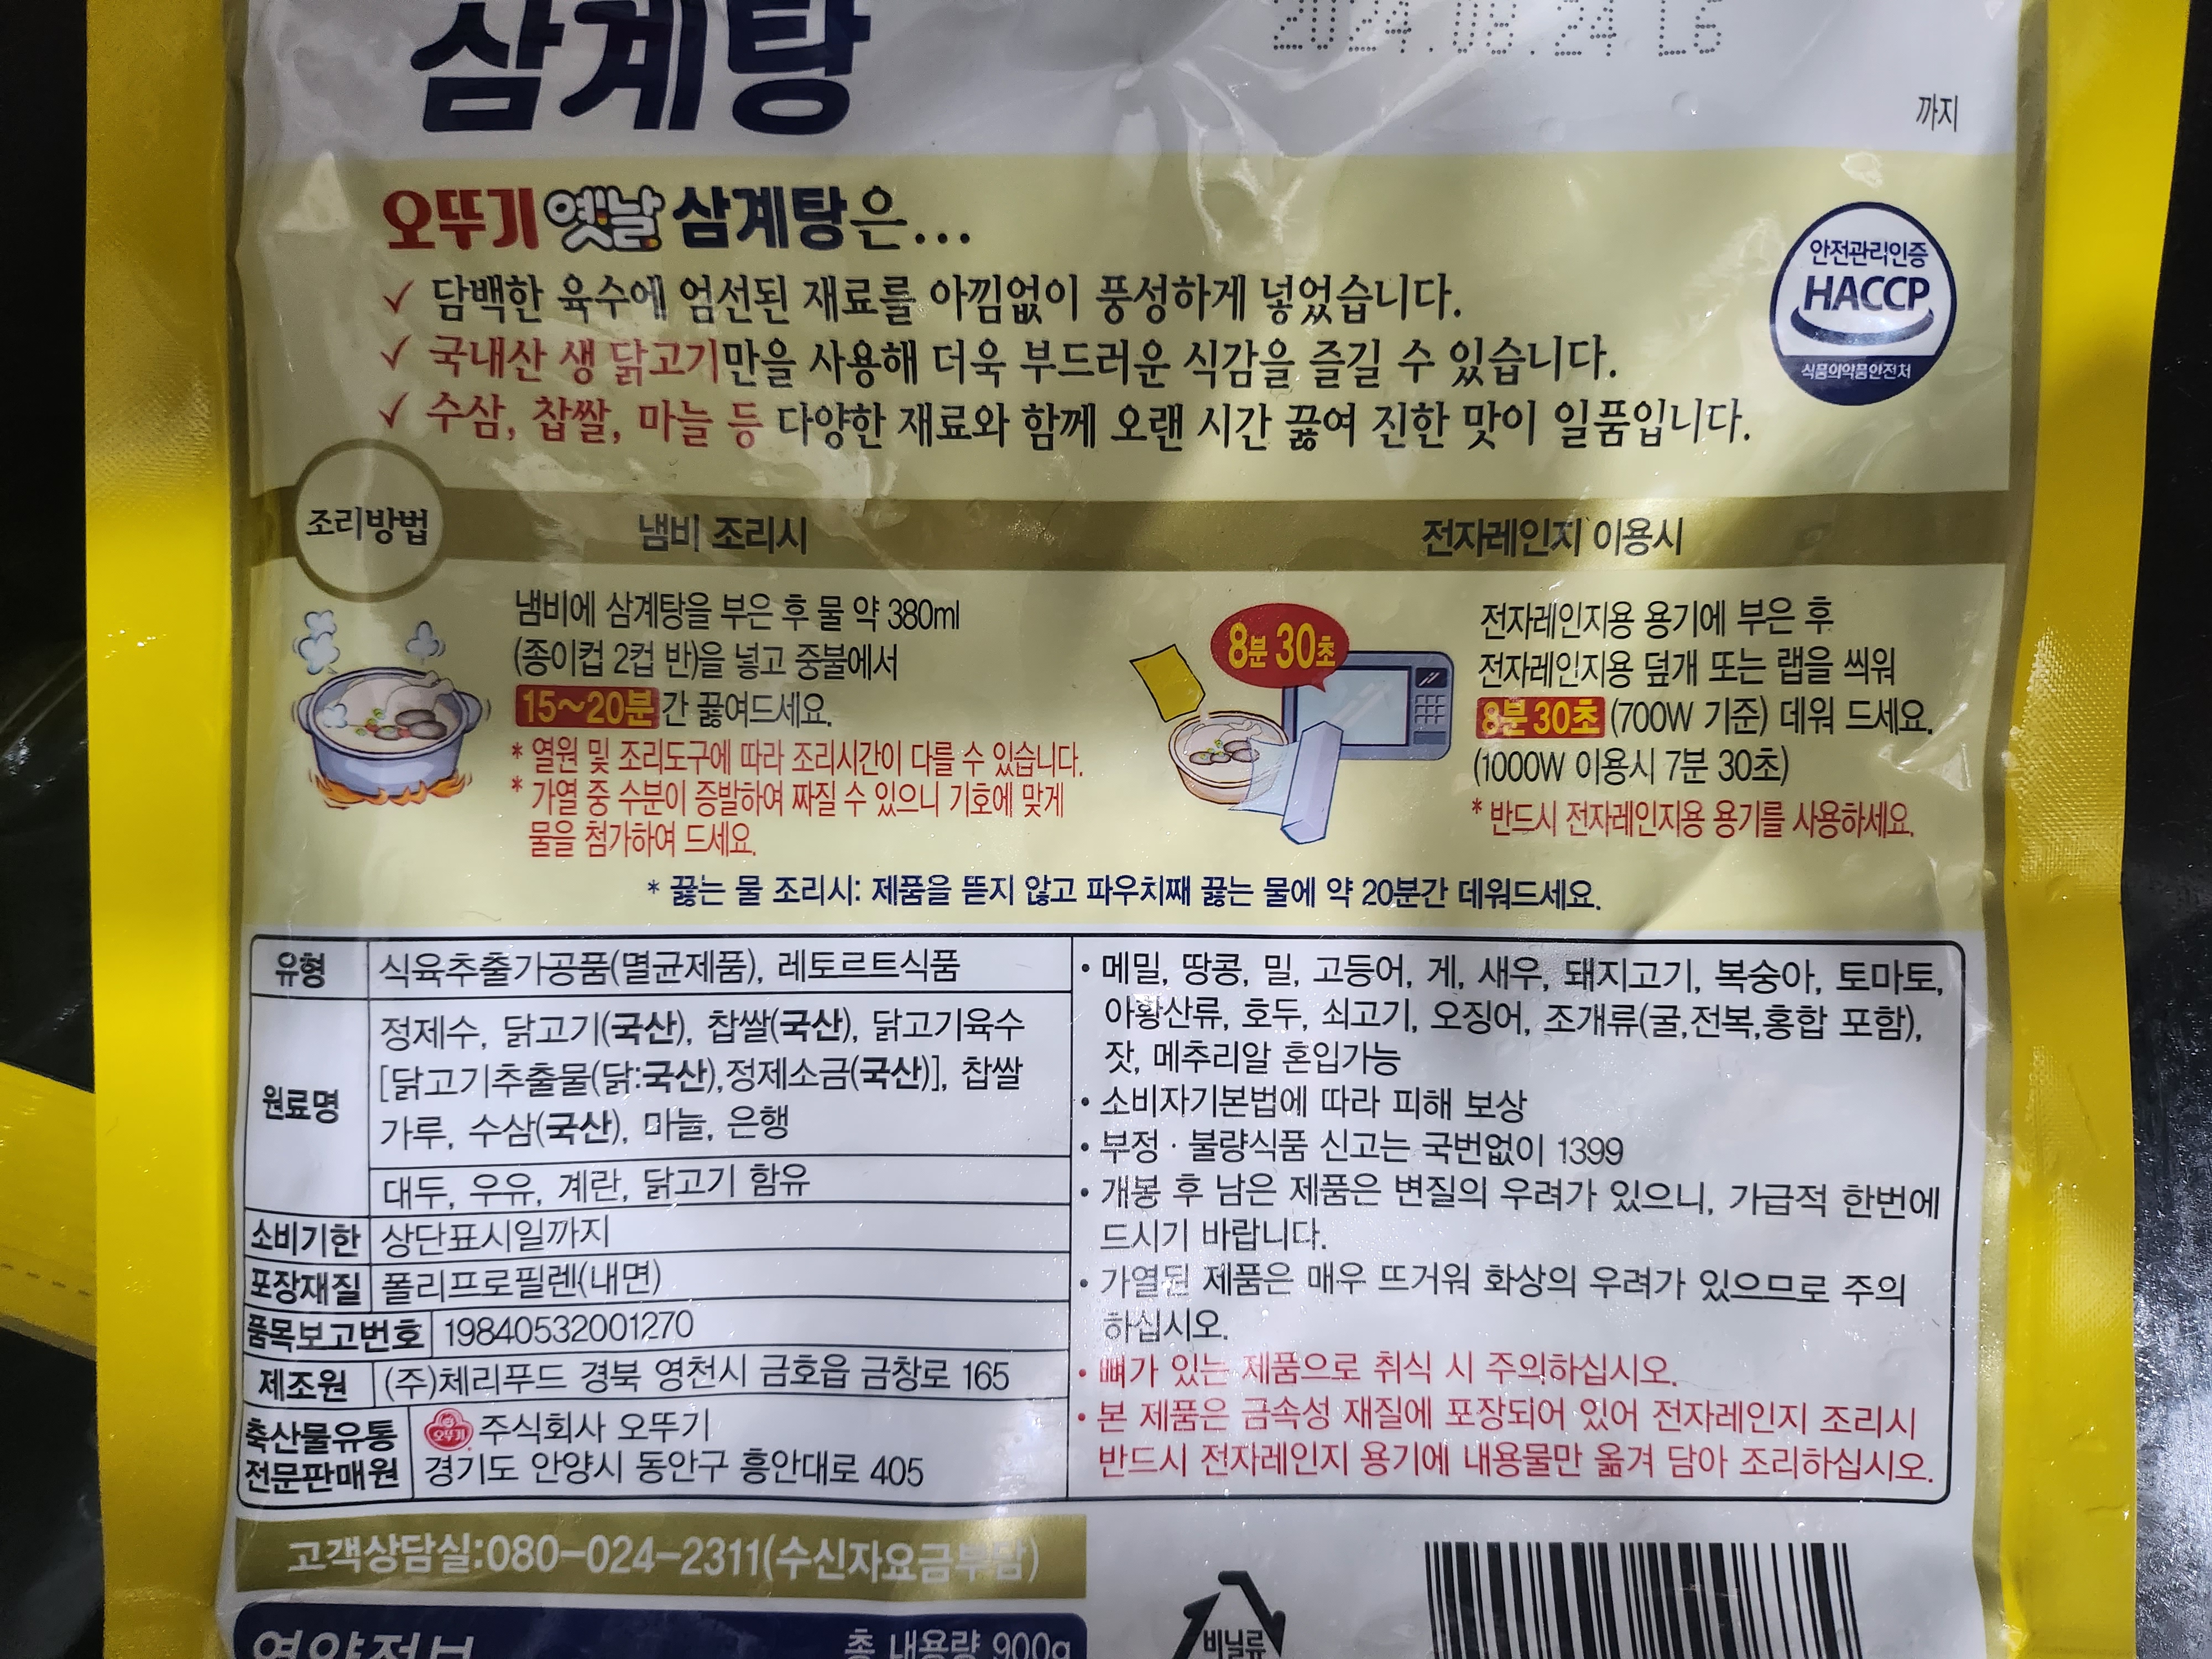 삼계탕
2024.08.24 L6
까지
오뚜기 옛날 삼계탕은...
✓ 담백한 육수에 엄선된 재료를 아낌없이 풍성하게 넣었습니다.
✓ 국내산 생 닭고기만을 사용해 더욱 부드러운 식감을 즐길 수 있습니다.
✓ 수삼, 찹쌀, 마늘 등 다양한 재료와 함께 오랜 시간 끓여 진한 맛이 일품입니다.
안전관리인증
HACCP
식품의약품안전처
조리방법
냄비 조리시
냄비에 삼계탕을 부은 후 물 약 380ml
(종이컵 2컵 반)을 넣고 중불에서
15~20분간 끓여드세요.
* 열원 및 조리도구에 따라 조리시간이 다를 수 있습니다.
* 가열 중 수분이 증발하여 짜질 수 있으니 기호에 맞게
물을 첨가하여 드세요.
전자레인지 이용시
8분 30초
전자레인지용 용기에 부은 후
전자레인지용 덮개 또는 랩을 씌워
8분 30초 (700W 기준) 데워 드세요.
(1000W 이용시 7분 30초)
* 반드시 전자레인지용 용기를 사용하세요.
* 끓는 물 조리시: 제품을 뜯지 않고 파우치째 끓는 물에 약 20분간 데워드세요.
유형 식육추출가공품(멸균제품), 레토르트식품
원료명
정제수, 닭고기(국산), 찹쌀(국산), 닭고기육수
[닭고기추출물(닭:국산),정제소금(국산)], 찹쌀
가루, 수삼(국산), 마늘, 은행
대두, 우유, 계란, 닭고기 함유
소비기한 상단표시일까지
포장재질 폴리프로필렌(내면)
품목보고번호 19840532001270
제조원 (주)체리푸드 경북 영천시 금호읍 금창로 165
축산물유통
전문판매원
오뚜기 주식회사 오뚜기
경기도 안양시 동안구 흥안대로 405
• 메밀, 땅콩, 밀, 고등어, 게, 새우, 돼지고기, 복숭아, 토마토,
아황산류, 호두, 쇠고기, 오징어, 조개류(굴,전복,홍합 포함),
잣, 메추리알 혼입가능
• 소비자기본법에 따라 피해 보상
• 부정 · 불량식품 신고는 국번없이 1399
• 개봉 후 남은 제품은 변질의 우려가 있으니, 가급적 한번에
드시기 바랍니다.
• 가열된 제품은 매우 뜨거워 화상의 우려가 있으므로 주의
하십시오.
• 뼈가 있는 제품으로 취식 시 주의하십시오.
• 본 제품은 금속성 재질에 포장되어 있어 전자레인지 조리시
반드시 전자레인지 용기에 내용물만 옮겨 담아 조리하십시오.
고객상담실:080-024-2311(수신자요금부담)
영양정보
총 내용량 900g
비닐류